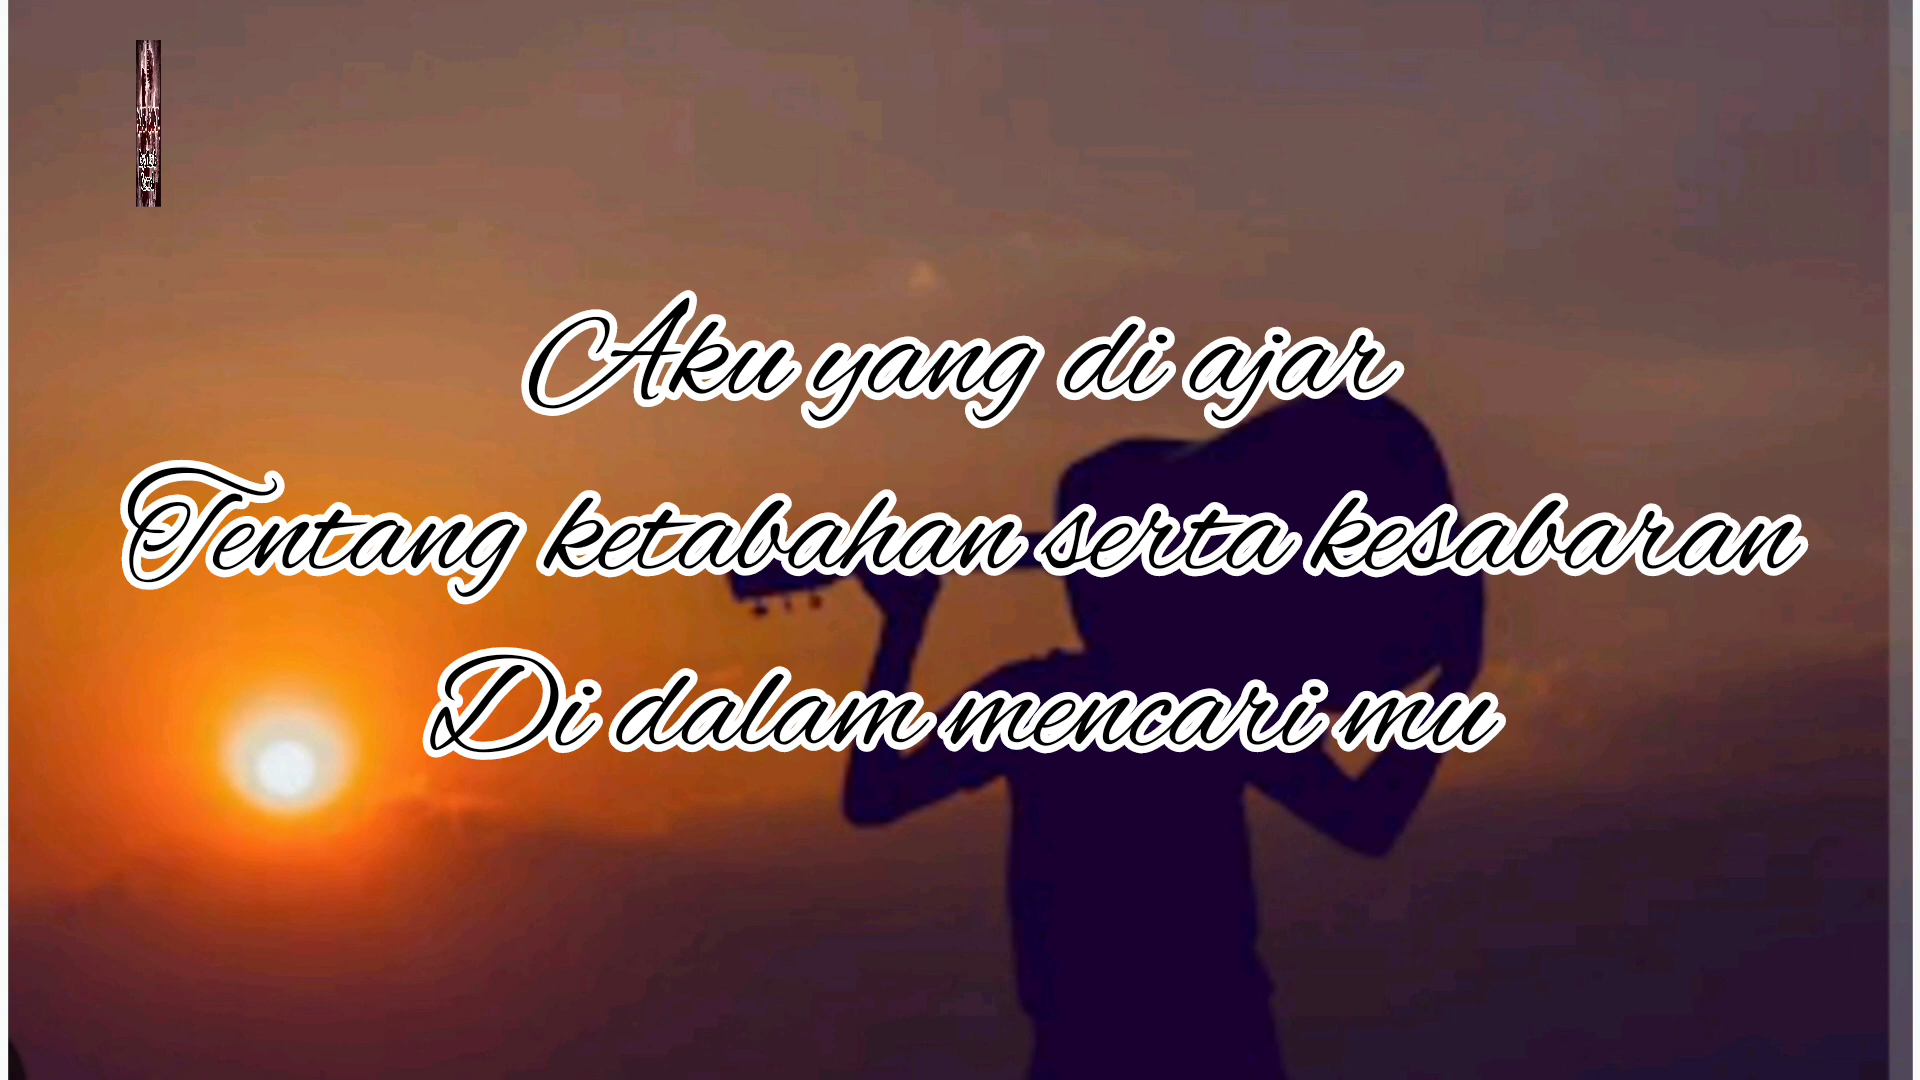 Aku yang di ajar
Tentang ketabahan serta kesabaran
Di dalam mencari mu